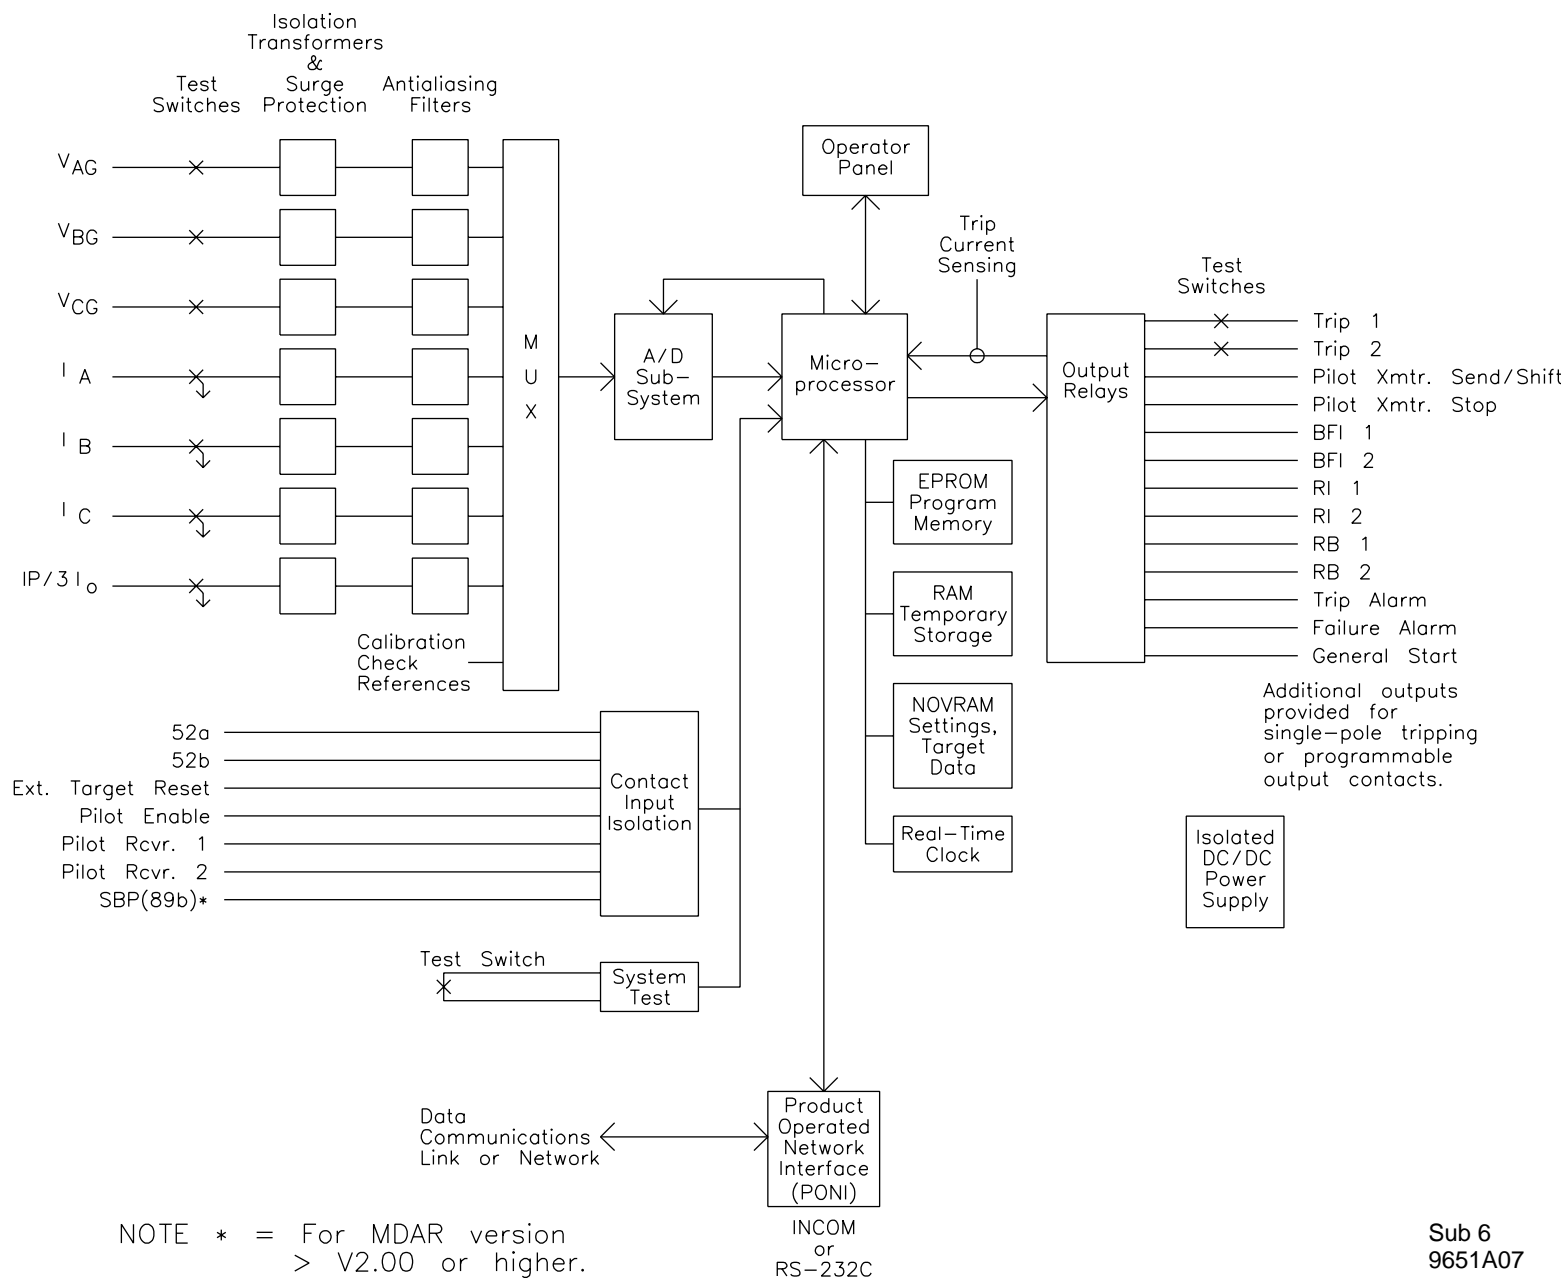 Isolation
Transformers
&
Surge
Protection
Test
Switches
Antialiasing
Filters
VAG
VBG
VCG
I A
I B
I C
IP/3Io
M
U
X
Calibration
Check
References
A/D
Sub-
System
Operator
Panel
Micro-
processor
Trip
Current
Sensing
Output
Relays
Test
Switches
Trip 1
Trip 2
Pilot Xmtr. Send/Shift
Pilot Xmtr. Stop
BFI 1
BFI 2
RI 1
RI 2
RB 1
RB 2
Trip Alarm
Failure Alarm
General Start
Additional outputs
provided for
single-pole tripping
or programmable
output contacts.
EPROM
Program
Memory
RAM
Temporary
Storage
NOVRAM
Settings,
Target
Data
Real-Time
Clock
Isolated
DC/DC
Power
Supply
52a
52b
Ext. Target Reset
Pilot Enable
Pilot Rcvr. 1
Pilot Rcvr. 2
SBP(89b)*
Contact
Input
Isolation
Test Switch
System
Test
Data
Communications
Link or Network
Product
Operated
Network
Interface
(PONI)
INCOM
or
RS-232C
NOTE * = For MDAR version
> V2.00 or higher.
Sub 6
9651A07